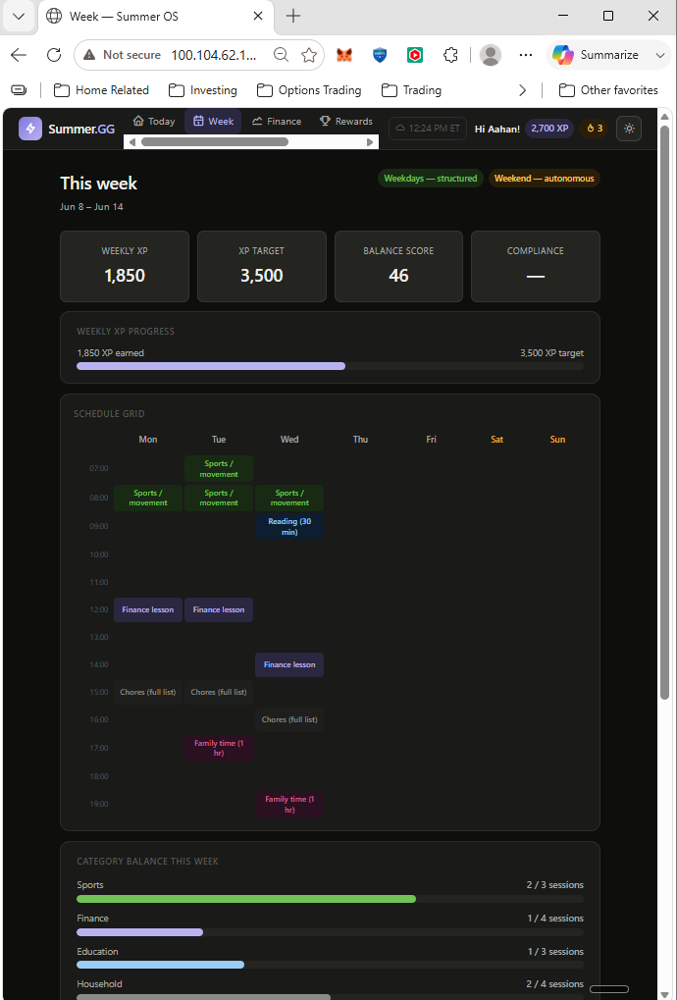 Week — Summer OS
Not secure 100.104.62.1...
Summarize
Home Related
Investing
Options Trading
Trading
Other favorites
Summer.GG
Today
Week
Finance
Rewards
12:24 PM ET
Hi Aahan!
2,700 XP
3
This week
Weekdays — structured
Weekend — autonomous
Jun 8 – Jun 14
WEEKLY XP
1,850
XP TARGET
3,500
BALANCE SCORE
46
COMPLIANCE
—
WEEKLY XP PROGRESS
1,850 XP earned
3,500 XP target
SCHEDULE GRID
Mon Tue Wed Thu Fri Sat Sun
07:00
Sports /
movement
08:00
Sports /
movement
Sports /
movement
Sports /
movement
09:00
Reading (30
min)
10:00
11:00
12:00
Finance lesson
Finance lesson
13:00
14:00
Finance lesson
15:00
Chores (full list)
Chores (full list)
16:00
Chores (full list)
17:00
Family time (1
hr)
18:00
19:00
Family time (1
hr)
CATEGORY BALANCE THIS WEEK
Sports
2 / 3 sessions
Finance
1 / 4 sessions
Education
1 / 3 sessions
Household
2 / 4 sessions